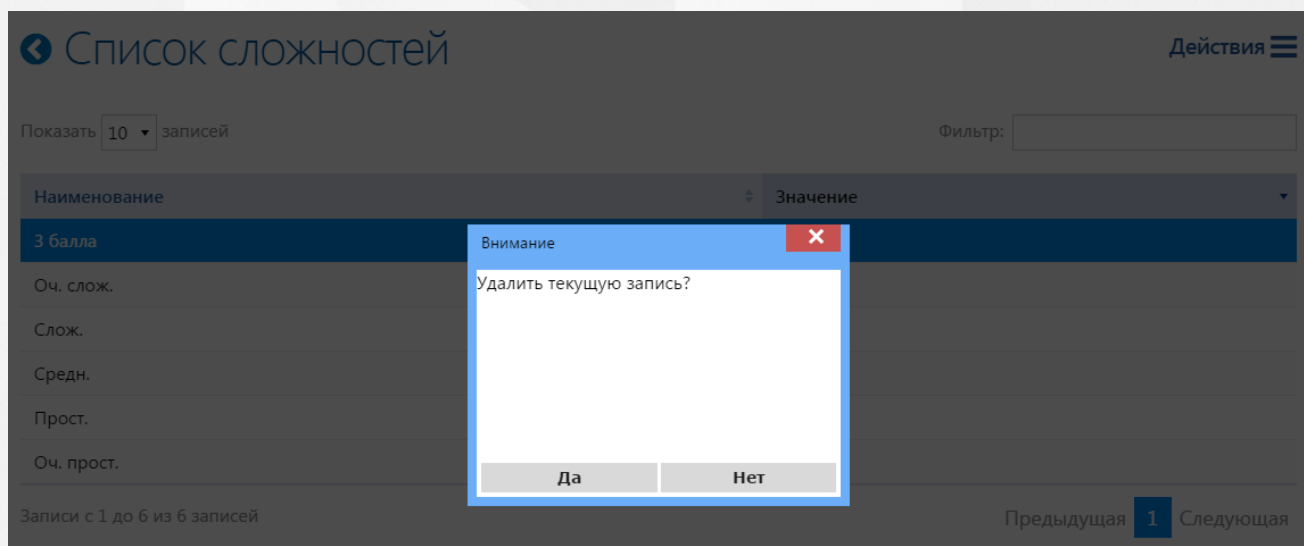 Список сложностей
Действия
Показать 10 записей
Фильтр:
Наименование Значение
3 балла
Внимание
Оч. слож.
Удалить текущую запись?
Слож.
Средн.
Прост.
Оч. прост.
Да Нет
Записи с 1 до 6 из 6 записей
Предыдущая 1 Следующая